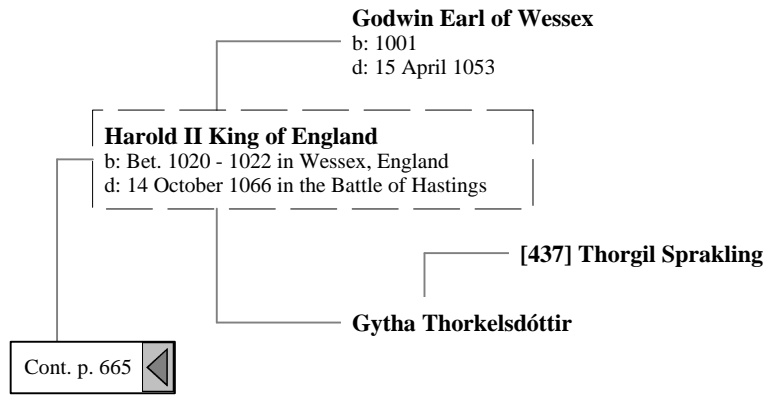 Godwin Earl of Wessex
b: 1001
d: 15 April 1053
Harold II King of England
b: Bet. 1020 - 1022 in Wessex, England
d: 14 October 1066 in the Battle of Hastings
[437] Thorgil Sprakling
Gytha Thorkelsdóttir
Cont. p. 665